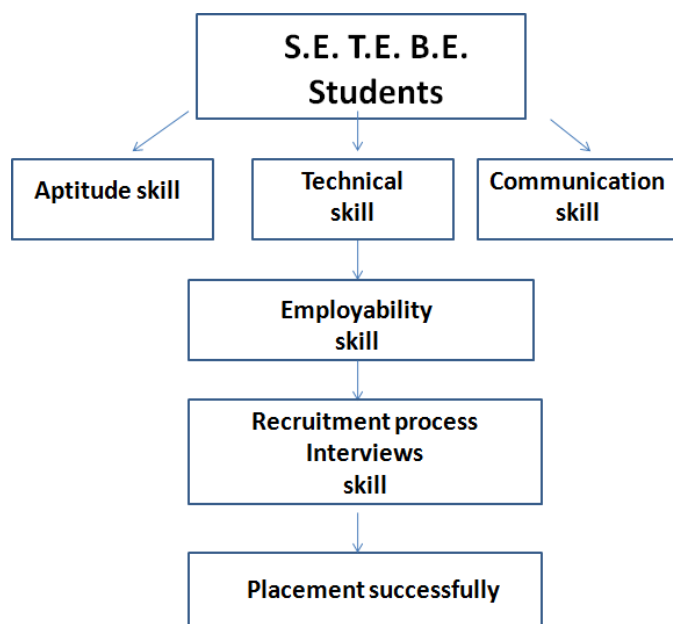 S.E. T.E. B.E.
Students
Aptitude skill
Technical
skill
Communication
skill
Employability
skill
Recruitment process
Interviews
skill
Placement successfully